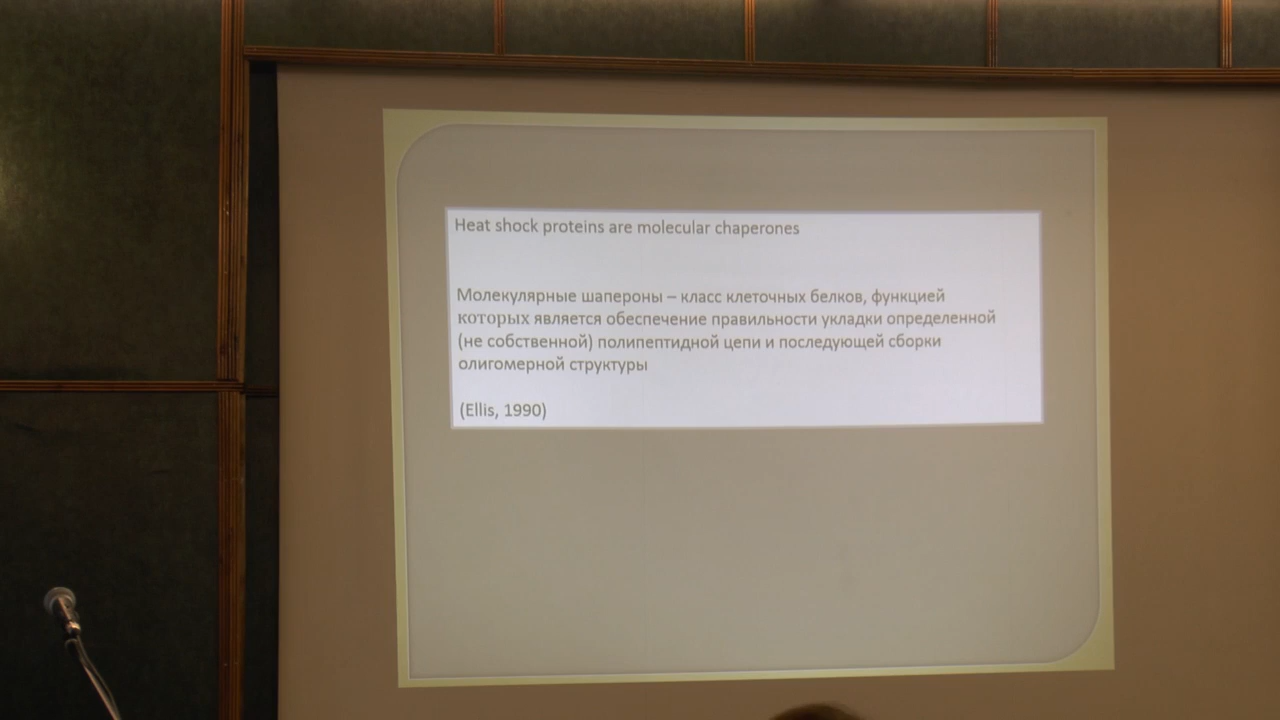 Heat shock proteins are molecular chaperones
Молекулярные шапероны – класс клеточных белков, функцией
которых является обеспечение правильности укладки определенной
(не собственной) полипептидной цепи и последующей сборки
олигомерной структуры
(Ellis, 1990)